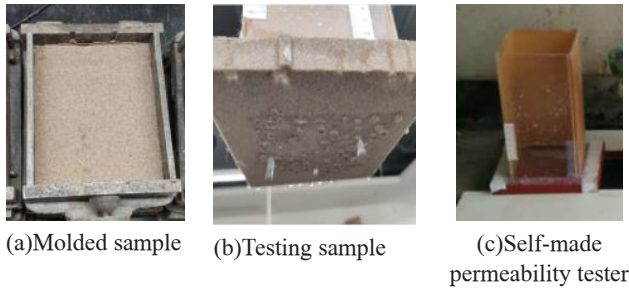 (a)Molded sample
(b)Testing sample
(c)Self-made
permeability tester